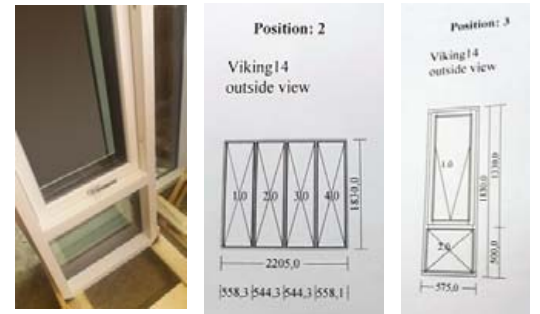 Position: 2
Viking14
outside view
1,0
2,0
3,0
4,0
1830,0
2205,0
558,3 544,3 544,3 558,1
Position: 3
Viking14
outside view
1.0
2.0
1330,0
1830,0
500,0
575,0